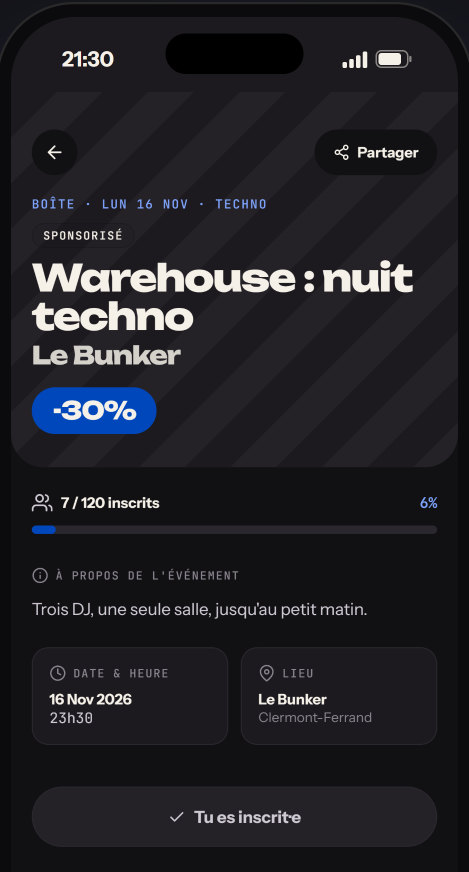 21:30
Partager
BOÎTE · LUN 16 NOV · TECHNO
SPONSORISÉ
Warehouse : nuit
techno
Le Bunker
-30%
7 / 120 inscrits
6%
À PROPOS DE L'ÉVÉNEMENT
Trois DJ, une seule salle, jusqu'au petit matin.
DATE & HEURE
16 Nov 2026
23h30
LIEU
Le Bunker
Clermont-Ferrand
Tu es inscrit·e